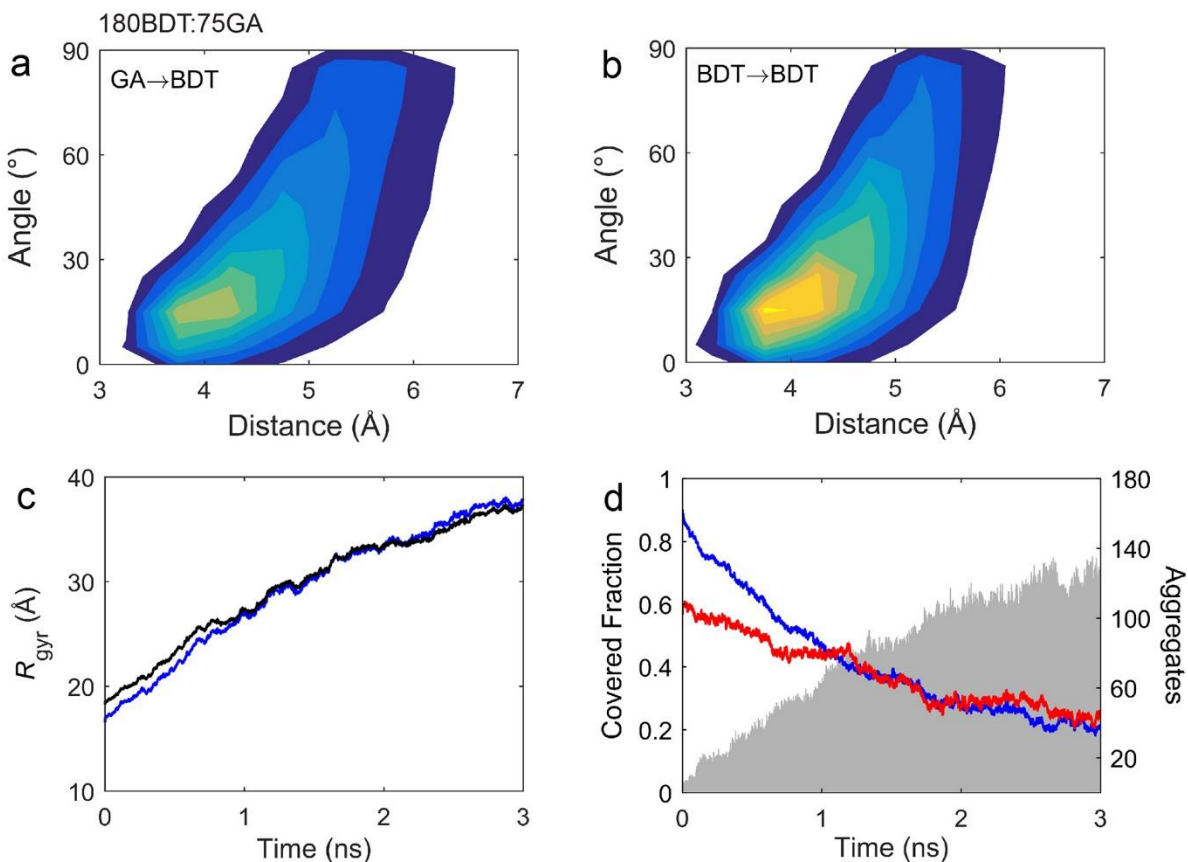 180BDT:75GA
a
GA→BDT
90
60
30
0
Angle (°)
3 4 5 6 7
Distance (Å)
b
BDT→BDT
90
60
30
0
Angle (°)
3 4 5 6 7
Distance (Å)
c
40
30
20
10
R_gyr (Å)
0 1 2 3
Time (ns)
d
1
0.8
0.6
0.4
0.2
0
Covered Fraction
180
140
100
60
20
Aggregates
0 1 2 3
Time (ns)